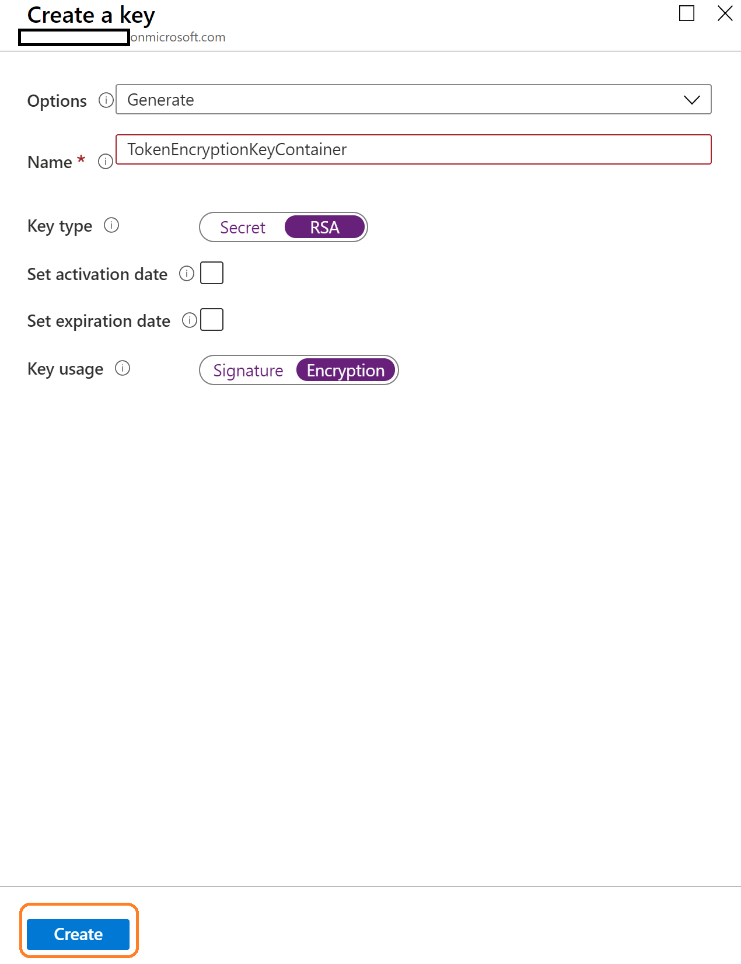 Create a key
onmicrosoft.com
Options Generate
Name * TokenEncryptionKeyContainer
Key type Secret RSA
Set activation date
Set expiration date
Key usage Signature Encryption
Create